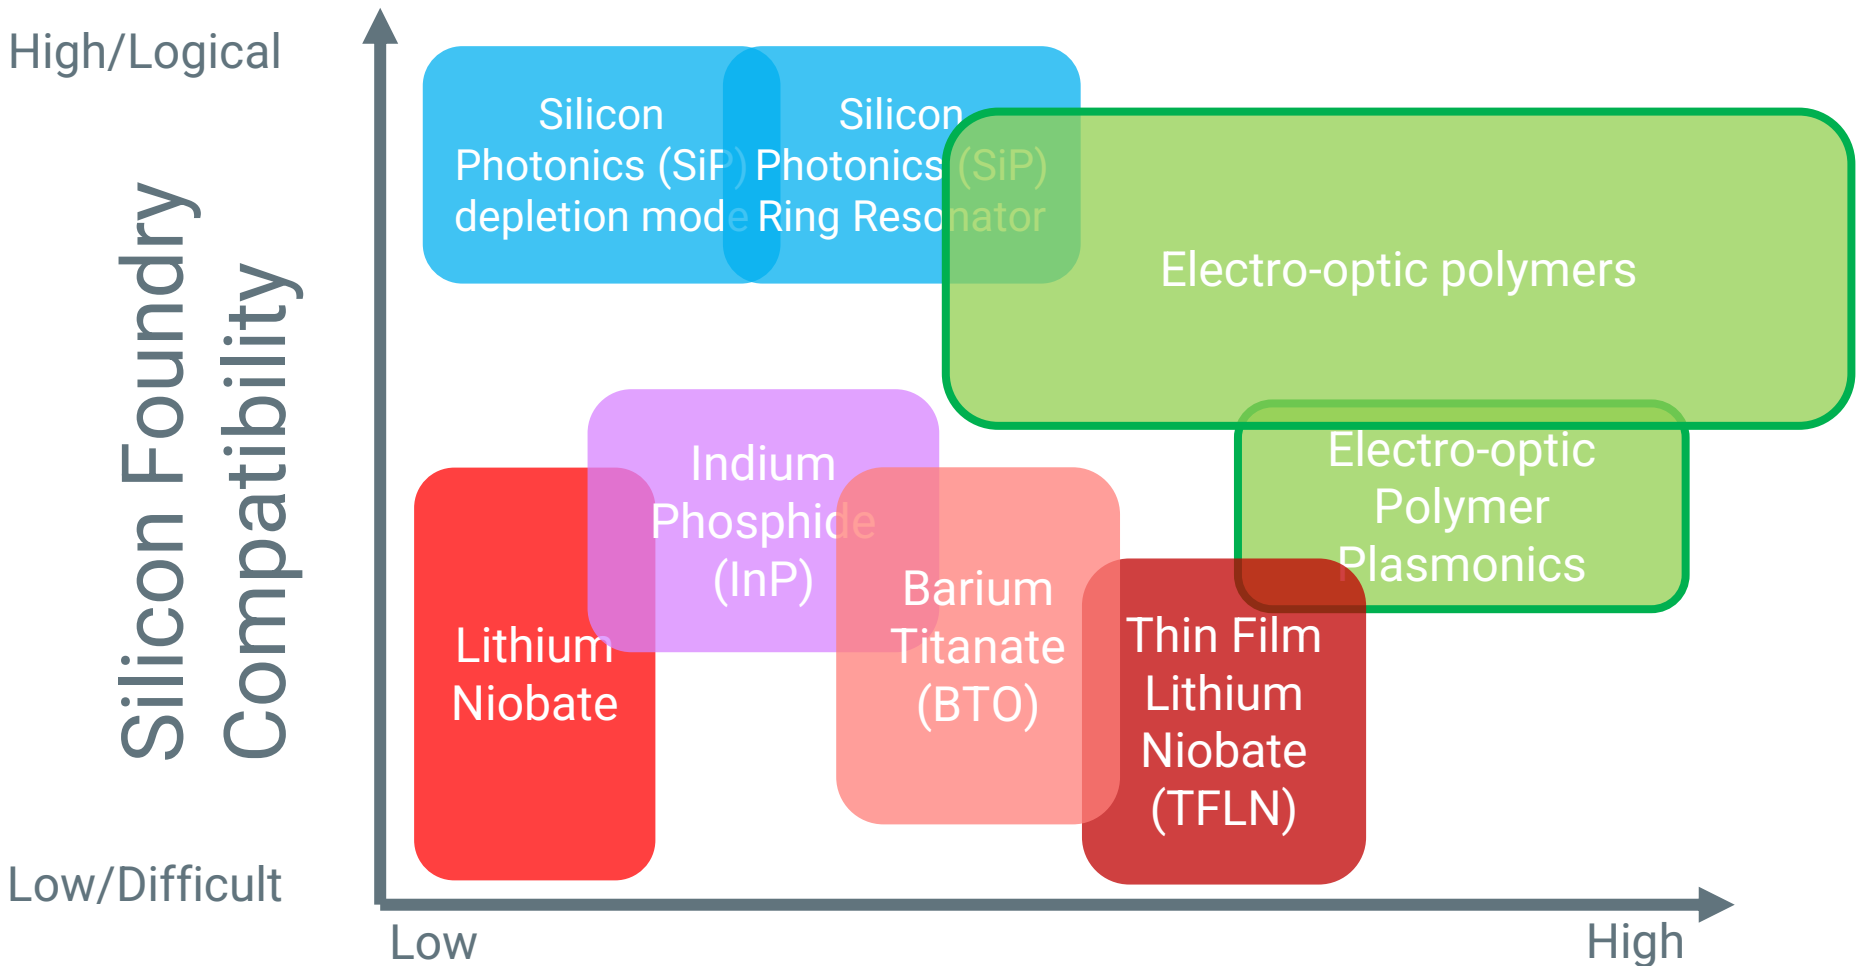 High/Logical
Silicon Foundry
Compatibility
Low/Difficult
Silicon
Photonics (SiP)
depletion mode
Silicon
Photonics (SiP)
Ring Resonator
Electro-optic polymers
Indium
Phosphide
(InP)
Electro-optic
Polymer
Plasmonics
Lithium
Niobate
Barium
Titanate
(BTO)
Thin Film
Lithium
Niobate
(TFLN)
Low
High